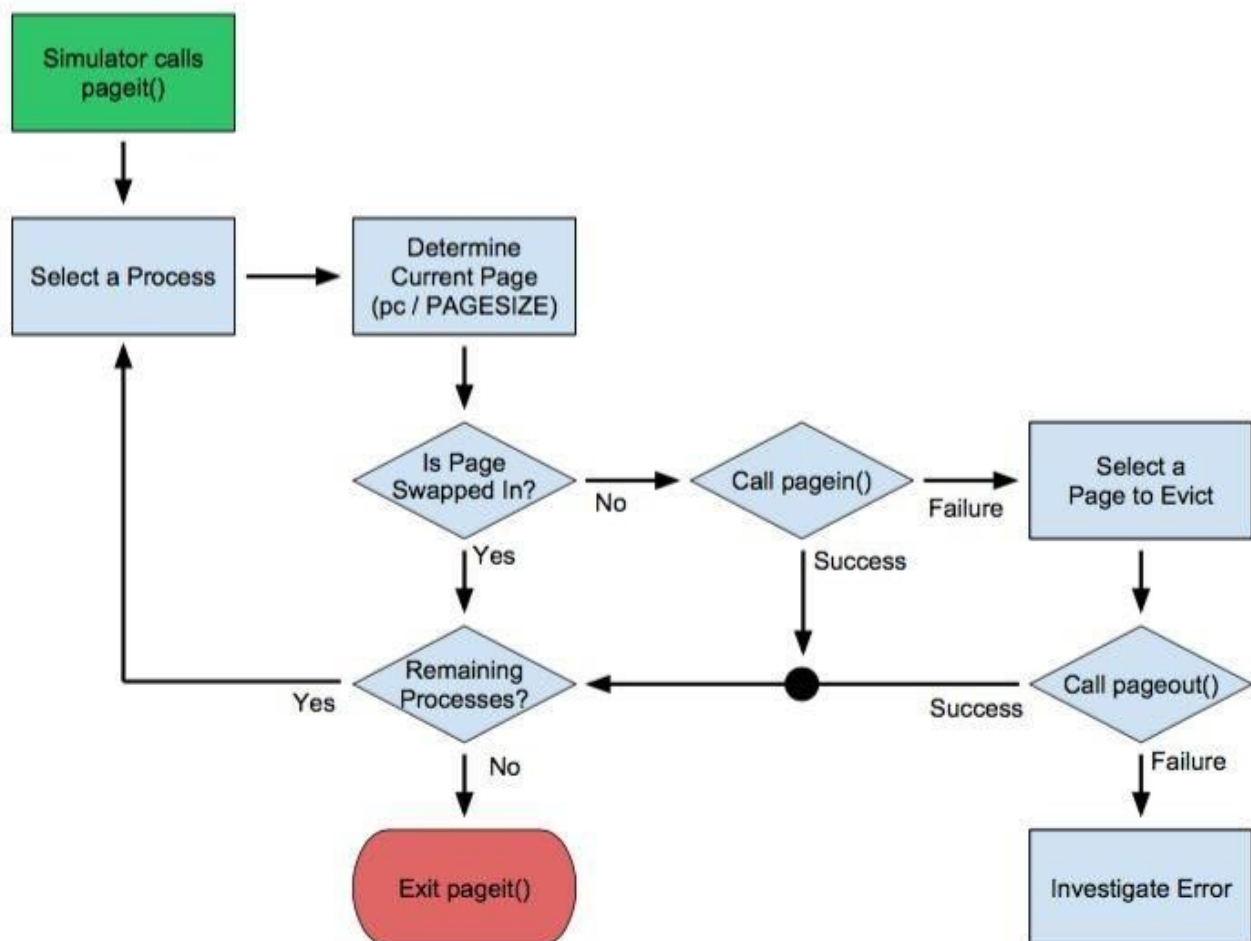 Simulator calls
pageit()
Select a Process
Determine
Current Page
(pc / PAGESIZE)
Is Page
Swapped In?
No
Call pagein()
Failure
Select a
Page to Evict
Yes
Success
Remaining
Processes?
Yes
Success
Call pageout()
No
Failure
Exit pageit()
Investigate Error